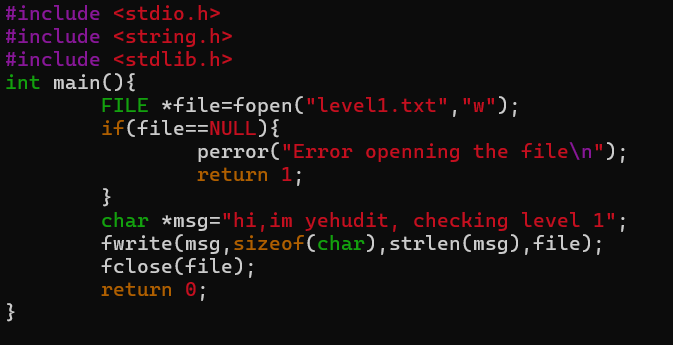 #include <stdio.h>
#include <string.h>
#include <stdlib.h>
int main(){
        FILE *file=fopen("level1.txt","w");
        if(file==NULL){
                perror("Error openning the file\n");
                return 1;
        }
        char *msg="hi,im yehudit, checking level 1";
        fwrite(msg,sizeof(char),strlen(msg),file);
        fclose(file);
        return 0;
}